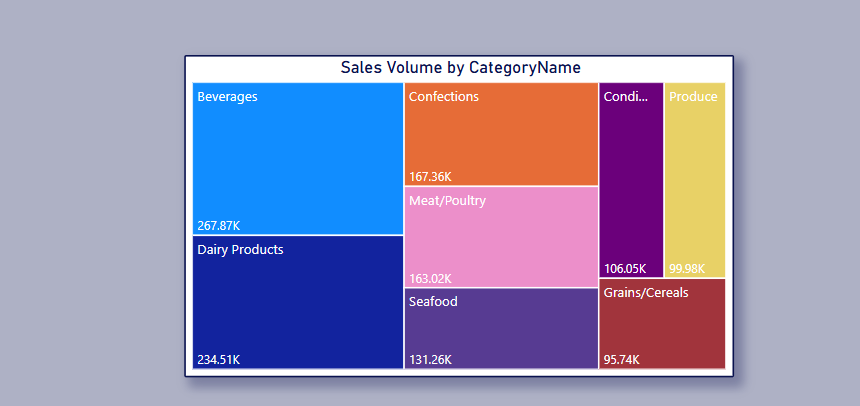 Sales Volume by CategoryName
Beverages
267.87K
Dairy Products
234.51K
Confections
167.36K
Meat/Poultry
163.02K
Seafood
131.26K
Condi...
106.05K
Produce
99.98K
Grains/Cereals
95.74K